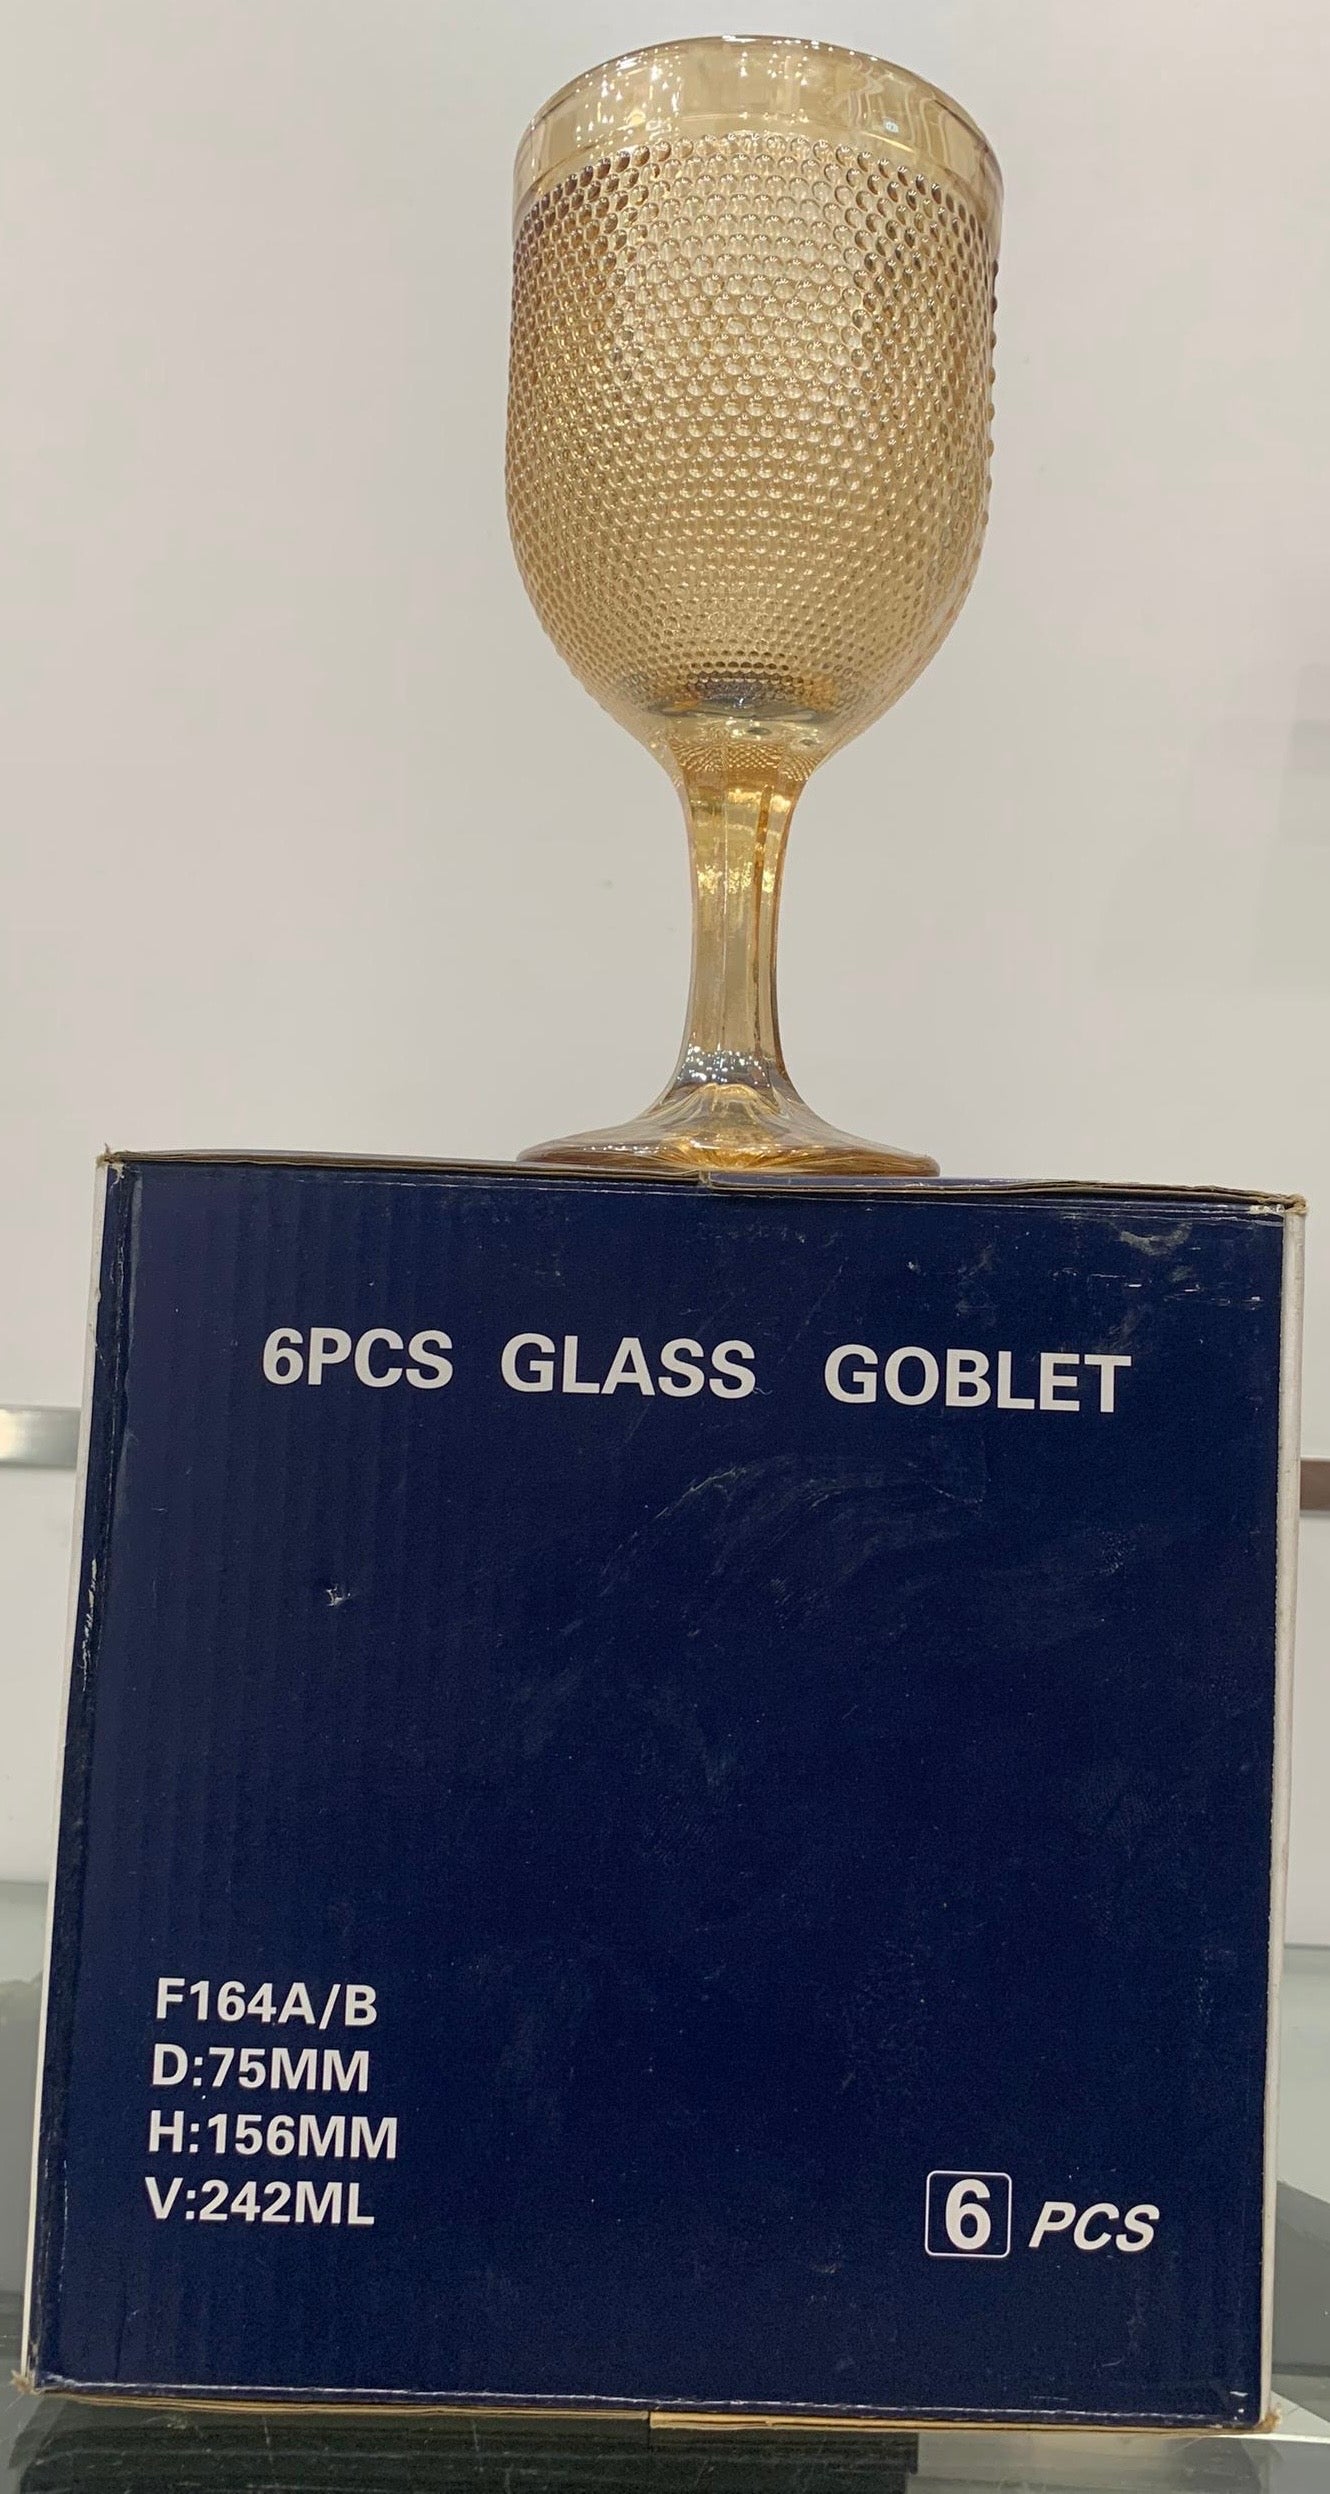 6PCS GLASS GOBLET
F164A/B
D:75MM
H:156MM
V:242ML
6 PCS